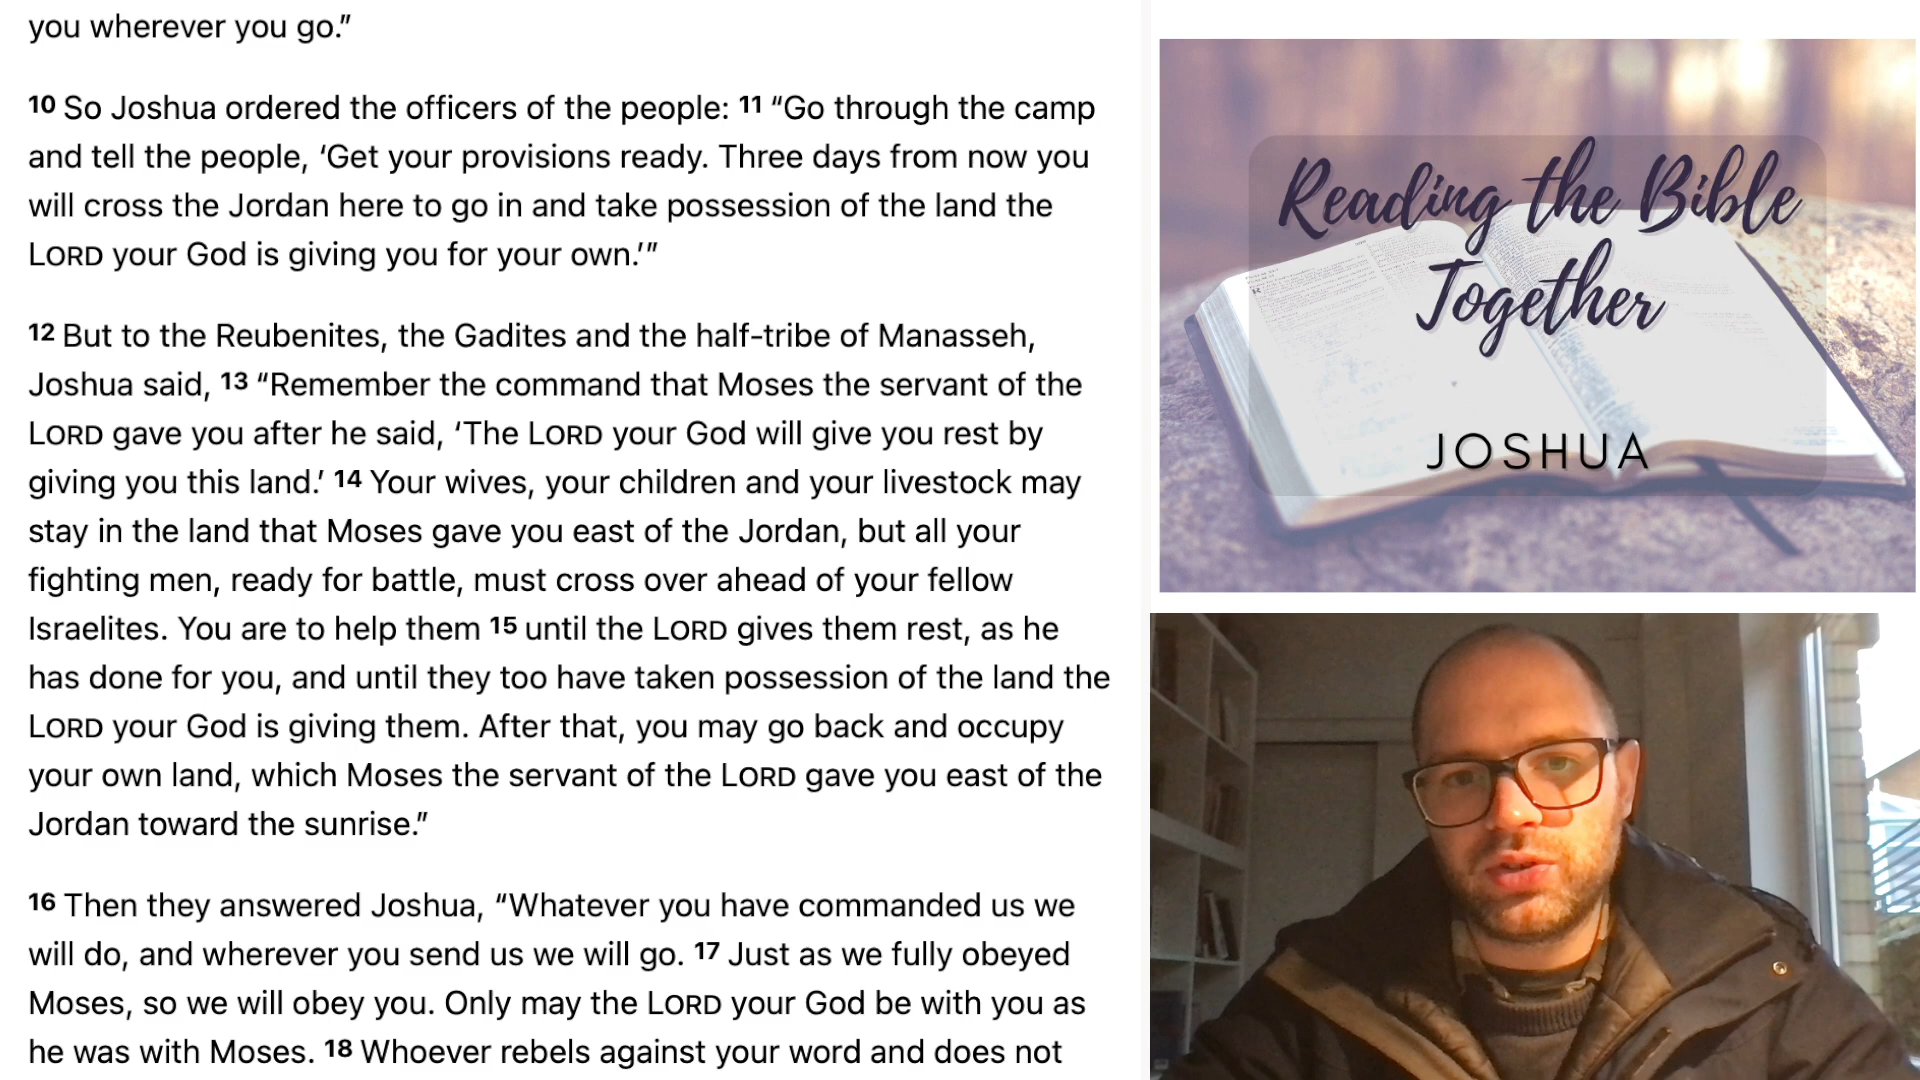 you wherever you go.”
10 So Joshua ordered the officers of the people: 11 “Go through the camp
and tell the people, ‘Get your provisions ready. Three days from now you
will cross the Jordan here to go in and take possession of the land the
LORD your God is giving you for your own.’”
12 But to the Reubenites, the Gadites and the half-tribe of Manasseh,
Joshua said, 13 “Remember the command that Moses the servant of the
LORD gave you after he said, ‘The LORD your God will give you rest by
giving you this land.’ 14 Your wives, your children and your livestock may
stay in the land that Moses gave you east of the Jordan, but all your
fighting men, ready for battle, must cross over ahead of your fellow
Israelites. You are to help them 15 until the LORD gives them rest, as he
has done for you, and until they too have taken possession of the land the
LORD your God is giving them. After that, you may go back and occupy
your own land, which Moses the servant of the LORD gave you east of the
Jordan toward the sunrise.”
16 Then they answered Joshua, “Whatever you have commanded us we
will do, and wherever you send us we will go. 17 Just as we fully obeyed
Moses, so we will obey you. Only may the LORD your God be with you as
he was with Moses. 18 Whoever rebels against your word and does not
Reading the Bible
Together
JOSHUA